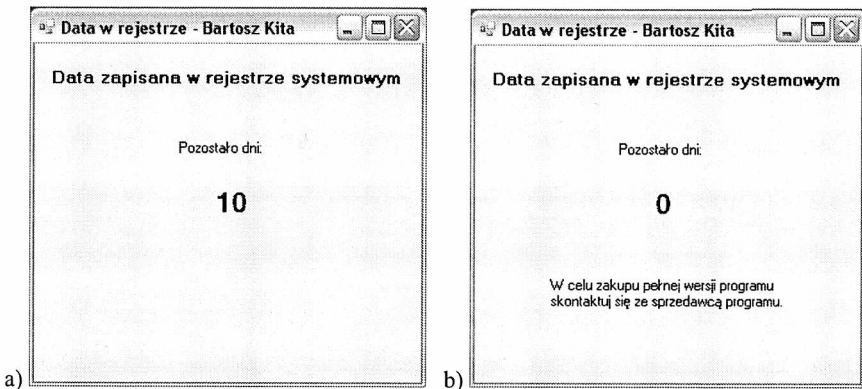 Data w rejestrze - Bartosz Kita
Data zapisana w rejestrze systemowym
Pozostało dni:
10
a)
Data w rejestrze - Bartosz Kita
Data zapisana w rejestrze systemowym
Pozostało dni:
0
W celu zakupu pełnej wersji programu
skontaktuj się ze sprzedawcą programu.
b)